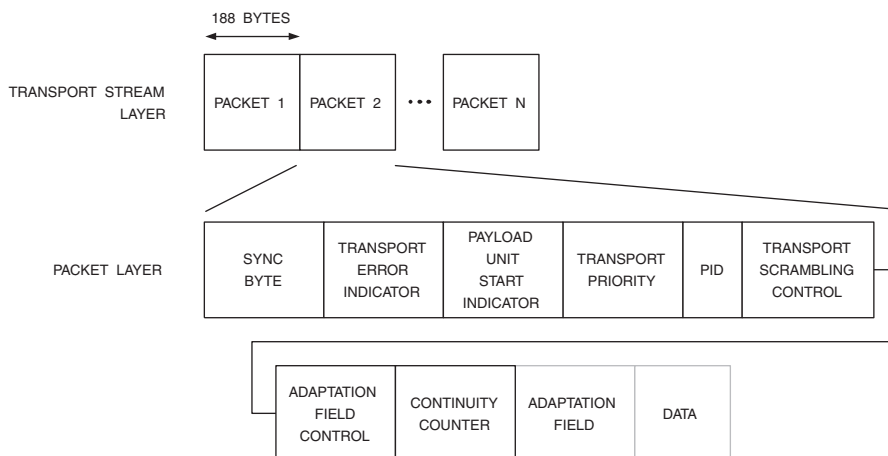 188 BYTES
TRANSPORT STREAM
LAYER
PACKET 1
PACKET 2
•••
PACKET N
PACKET LAYER
SYNC
BYTE
TRANSPORT
ERROR
INDICATOR
PAYLOAD
UNIT
START
INDICATOR
TRANSPORT
PRIORITY
PID
TRANSPORT
SCRAMBLING
CONTROL
ADAPTATION
FIELD
CONTROL
CONTINUITY
COUNTER
ADAPTATION
FIELD
DATA